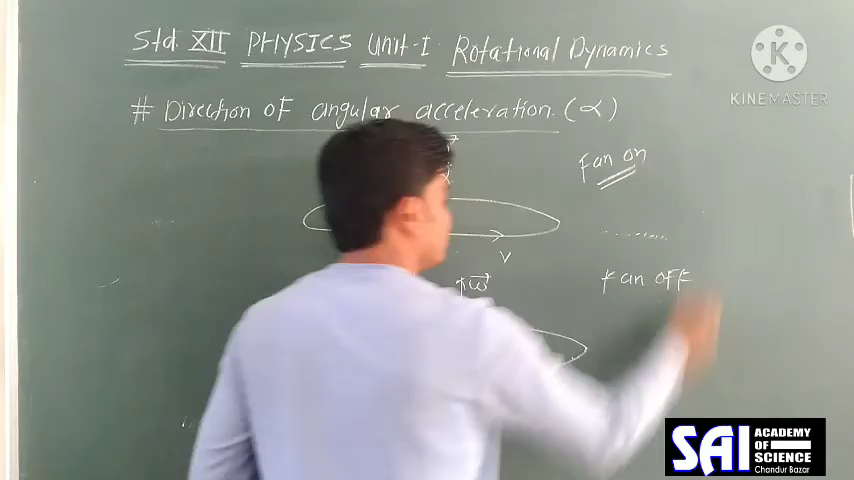 Std. XII PHYSICS Unit-I Rotational Dynamics
KINEMASTER
# Direction of angular acceleration. (α)
Fan on
α
v
ω
Fan off
SAI ACADEMY
OF
SCIENCE
Chandur Bazar